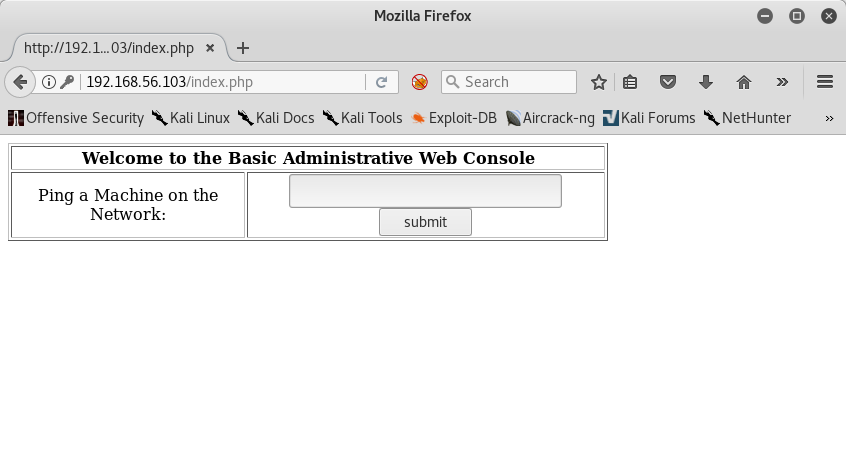 Mozilla Firefox
http://192.1...03/index.php
192.168.56.103/index.php
Search
Offensive Security Kali Linux Kali Docs Kali Tools Exploit-DB Aircrack-ng Kali Forums NetHunter
Welcome to the Basic Administrative Web Console
Ping a Machine on the
Network:
submit